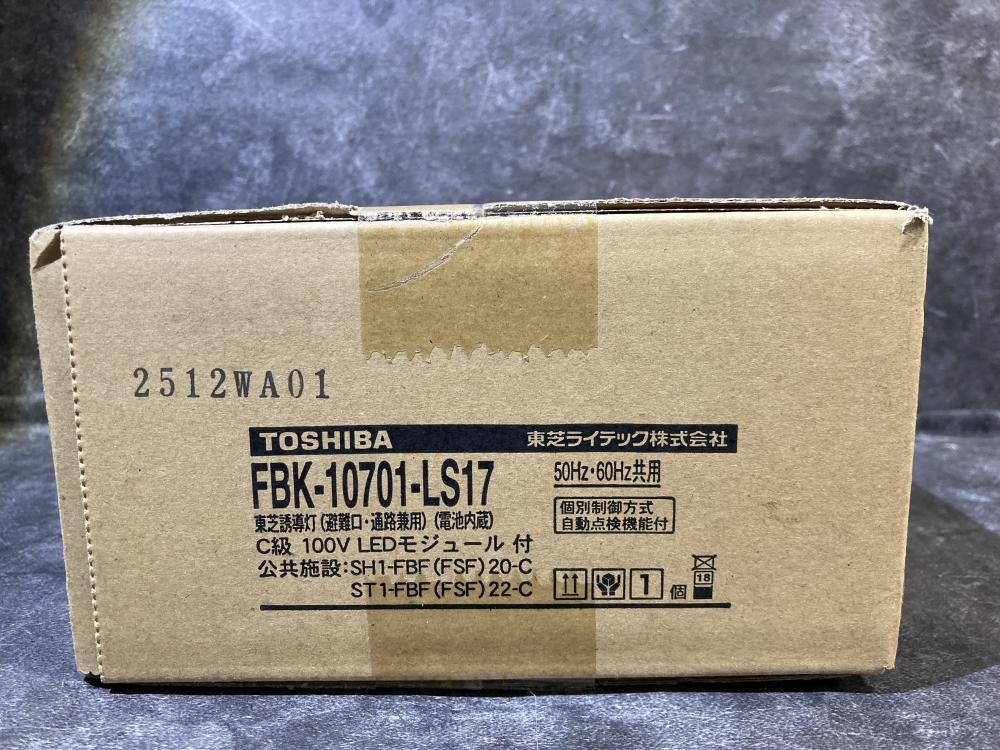 2512WA01
TOSHIBA 東芝ライテック株式会社
FBK-10701-LS17 50Hz・60Hz共用
東芝誘導灯(避難口・通路兼用)(電池内蔵)
個別制御方式
自動点検機能付
C級 100V LEDモジュール 付
公共施設:SH1-FBF(FSF)20-C
ST1-FBF(FSF)22-C
1個
18